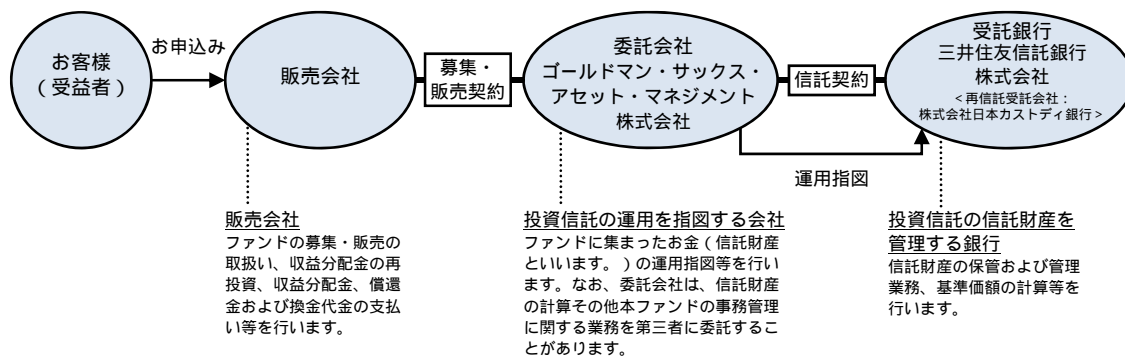 お客様
（受益者）
お申込み
販売会社
募集・
販売契約
委託会社
ゴールドマン・サックス・
アセット・マネジメント
株式会社
信託契約
受託銀行
三井住友信託銀行
株式会社
＜再信託受託会社：
株式会社日本カストディ銀行＞
運用指図
販売会社
ファンドの募集・販売の
取扱い、収益分配金の再
投資、収益分配金、償還
金および換金代金の支払
い等を行います。
投資信託の運用を指図する会社
ファンドに集まったお金（信託財産
といいます。）の運用指図等を行い
ます。なお、委託会社は、信託財産
の計算その他本ファンドの事務管理
に関する業務を第三者に委託するこ
とがあります。
投資信託の信託財産を
管理する銀行
信託財産の保管および管理
業務、基準価額の計算等を
行います。